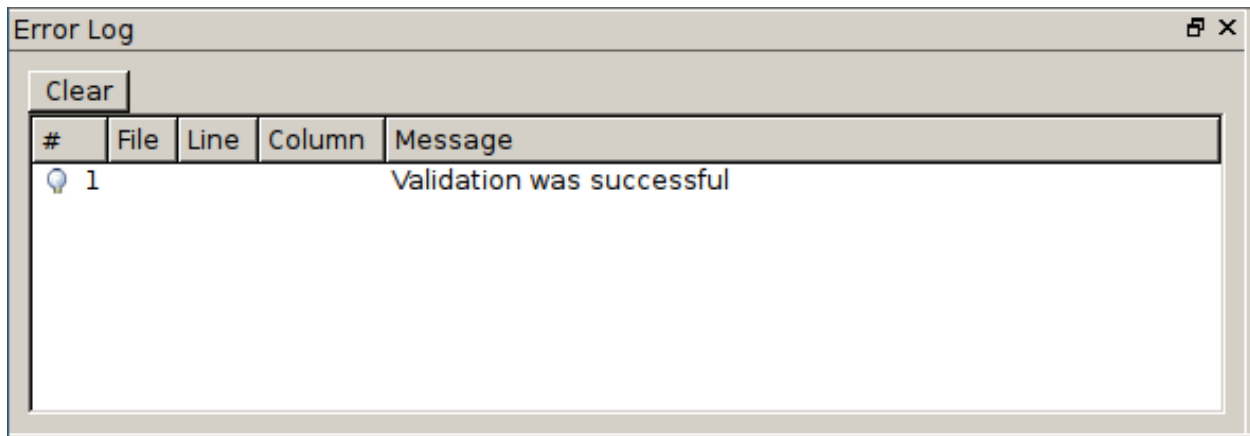 Error Log
Clear
# File Line Column Message
1 Validation was successful